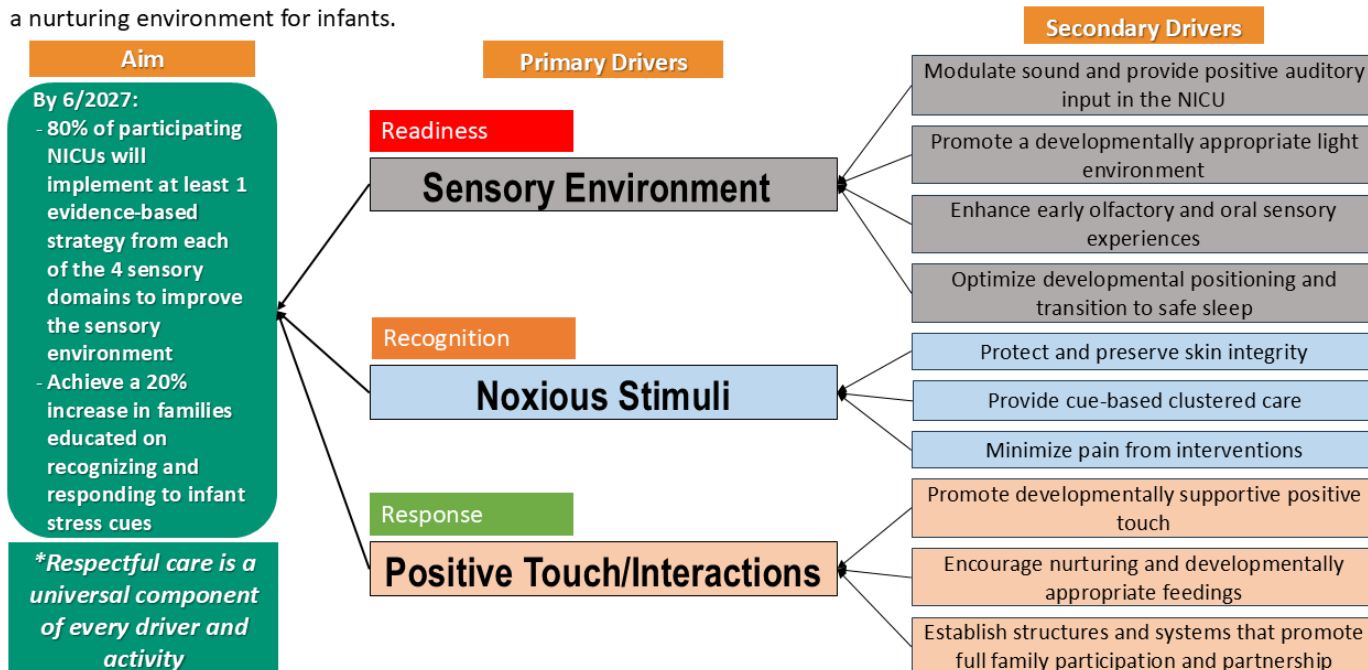 a nurturing environment for infants.
Aim
By 6/2027:
- 80% of participating
NICUs will
implement at least 1
evidence-based
strategy from each
of the 4 sensory
domains to improve
the sensory
environment
- Achieve a 20%
increase in families
educated on
recognizing and
responding to infant
stress cues
*Respectful care is a
universal component
of every driver and
activity
Primary Drivers
Readiness
Sensory Environment
Recognition
Noxious Stimuli
Response
Positive Touch/Interactions
Secondary Drivers
Modulate sound and provide positive auditory
input in the NICU
Promote a developmentally appropriate light
environment
Enhance early olfactory and oral sensory
experiences
Optimize developmental positioning and
transition to safe sleep
Protect and preserve skin integrity
Provide cue-based clustered care
Minimize pain from interventions
Promote developmentally supportive positive
touch
Encourage nurturing and developmentally
appropriate feedings
Establish structures and systems that promote
full family participation and partnership